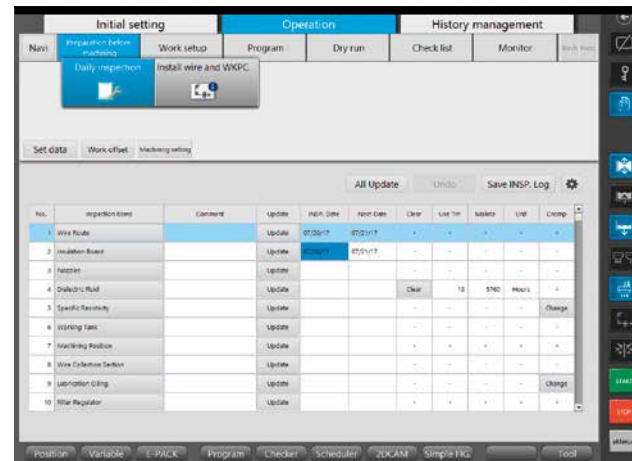 Initial setting Operation History management
Navi Preparation before machining Work setup Program Dry run Check list Monitor
Daily inspection Install wire and WKPC
Set data Work offset Machining setting
All Update Undo Save INSP. Log
No. Inspection Items Comment Update INSP. Date Next Date Clear Use Tm Unit
1 Wire Route Update 07/20/17 07/21/17 - - - -
2 Insulation Board Update 07/21/17 - - - -
3 Nozzles Update - - - -
4 Dielectric Fluid Update Clear 10 5760 Hours -
5 Specific Resistivity Update - - - - Change
6 Working Tank Update - - - -
7 Machining Position Update - - - -
8 Wire Collection Section Update - - - -
9 Lubrication Oiling Update - - - - Change
10 Filter Regulator Update - - - -
START
STOP
Position Variable E-PACK Program Checker Scheduler 2DCAM Simple FIG. Tool